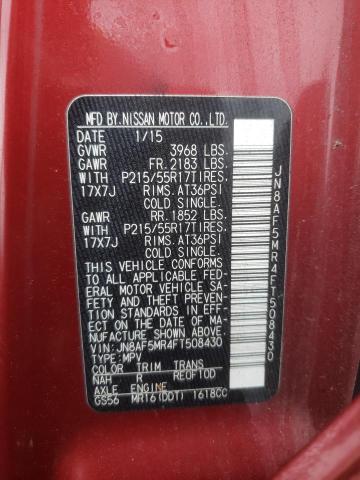 MFD BY.NISSAN MOTOR CO.,LTD.
DATE 1/15
GVWR 3968 LBS.
GAWR FR.2183 LBS.
WITH P215/55R17TIRES.
17X7J RIMS.AT36PSI
COLD SINGLE.
GAWR RR.1852 LBS.
WITH P215/55R17TIRES.
17X7J RIMS.AT36PSI
COLD SINGLE.
THIS VEHICLE CONFORMS
TO ALL APPLICABLE FED-
ERAL MOTOR VEHICLE SA-
FETY AND THEFT PREVEN-
TION STANDARDS IN EFF-
ECT ON THE DATE OF MA-
NUFACTURE SHOWN ABOVE.
VIN:JN8AF5MR4FT508430
TYPE:MPV
COLOR TRIM TRANS
NAH R RE0F10D
AXLE ENGINE
GS56 MR16(DDT) 1618CC
JN8AF5MR4FT508430